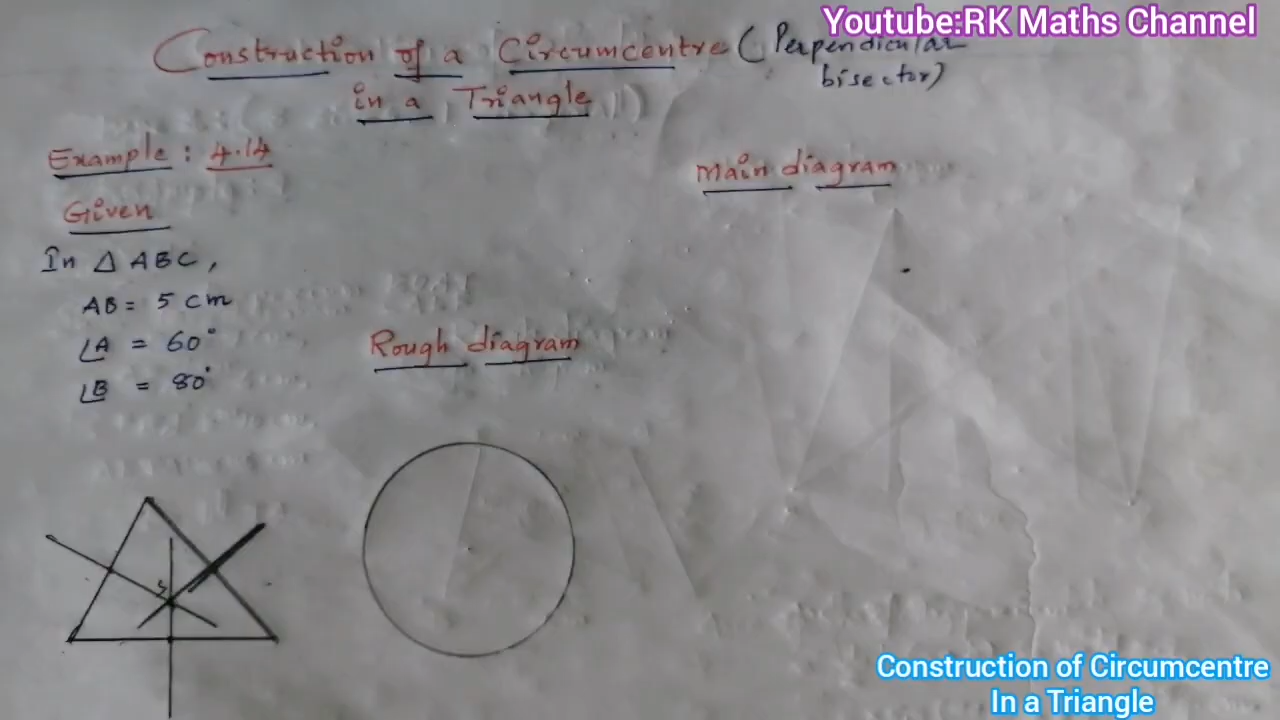 Youtube:RK Maths Channel
Construction of a Circumcentre (Perpendicular
bisector)
in a Triangle
Example : 4.14
Given
In △ ABC,
AB = 5 cm
∠A = 60°
∠B = 80°
Main diagram
Rough diagram
S
Construction of Circumcentre
In a Triangle